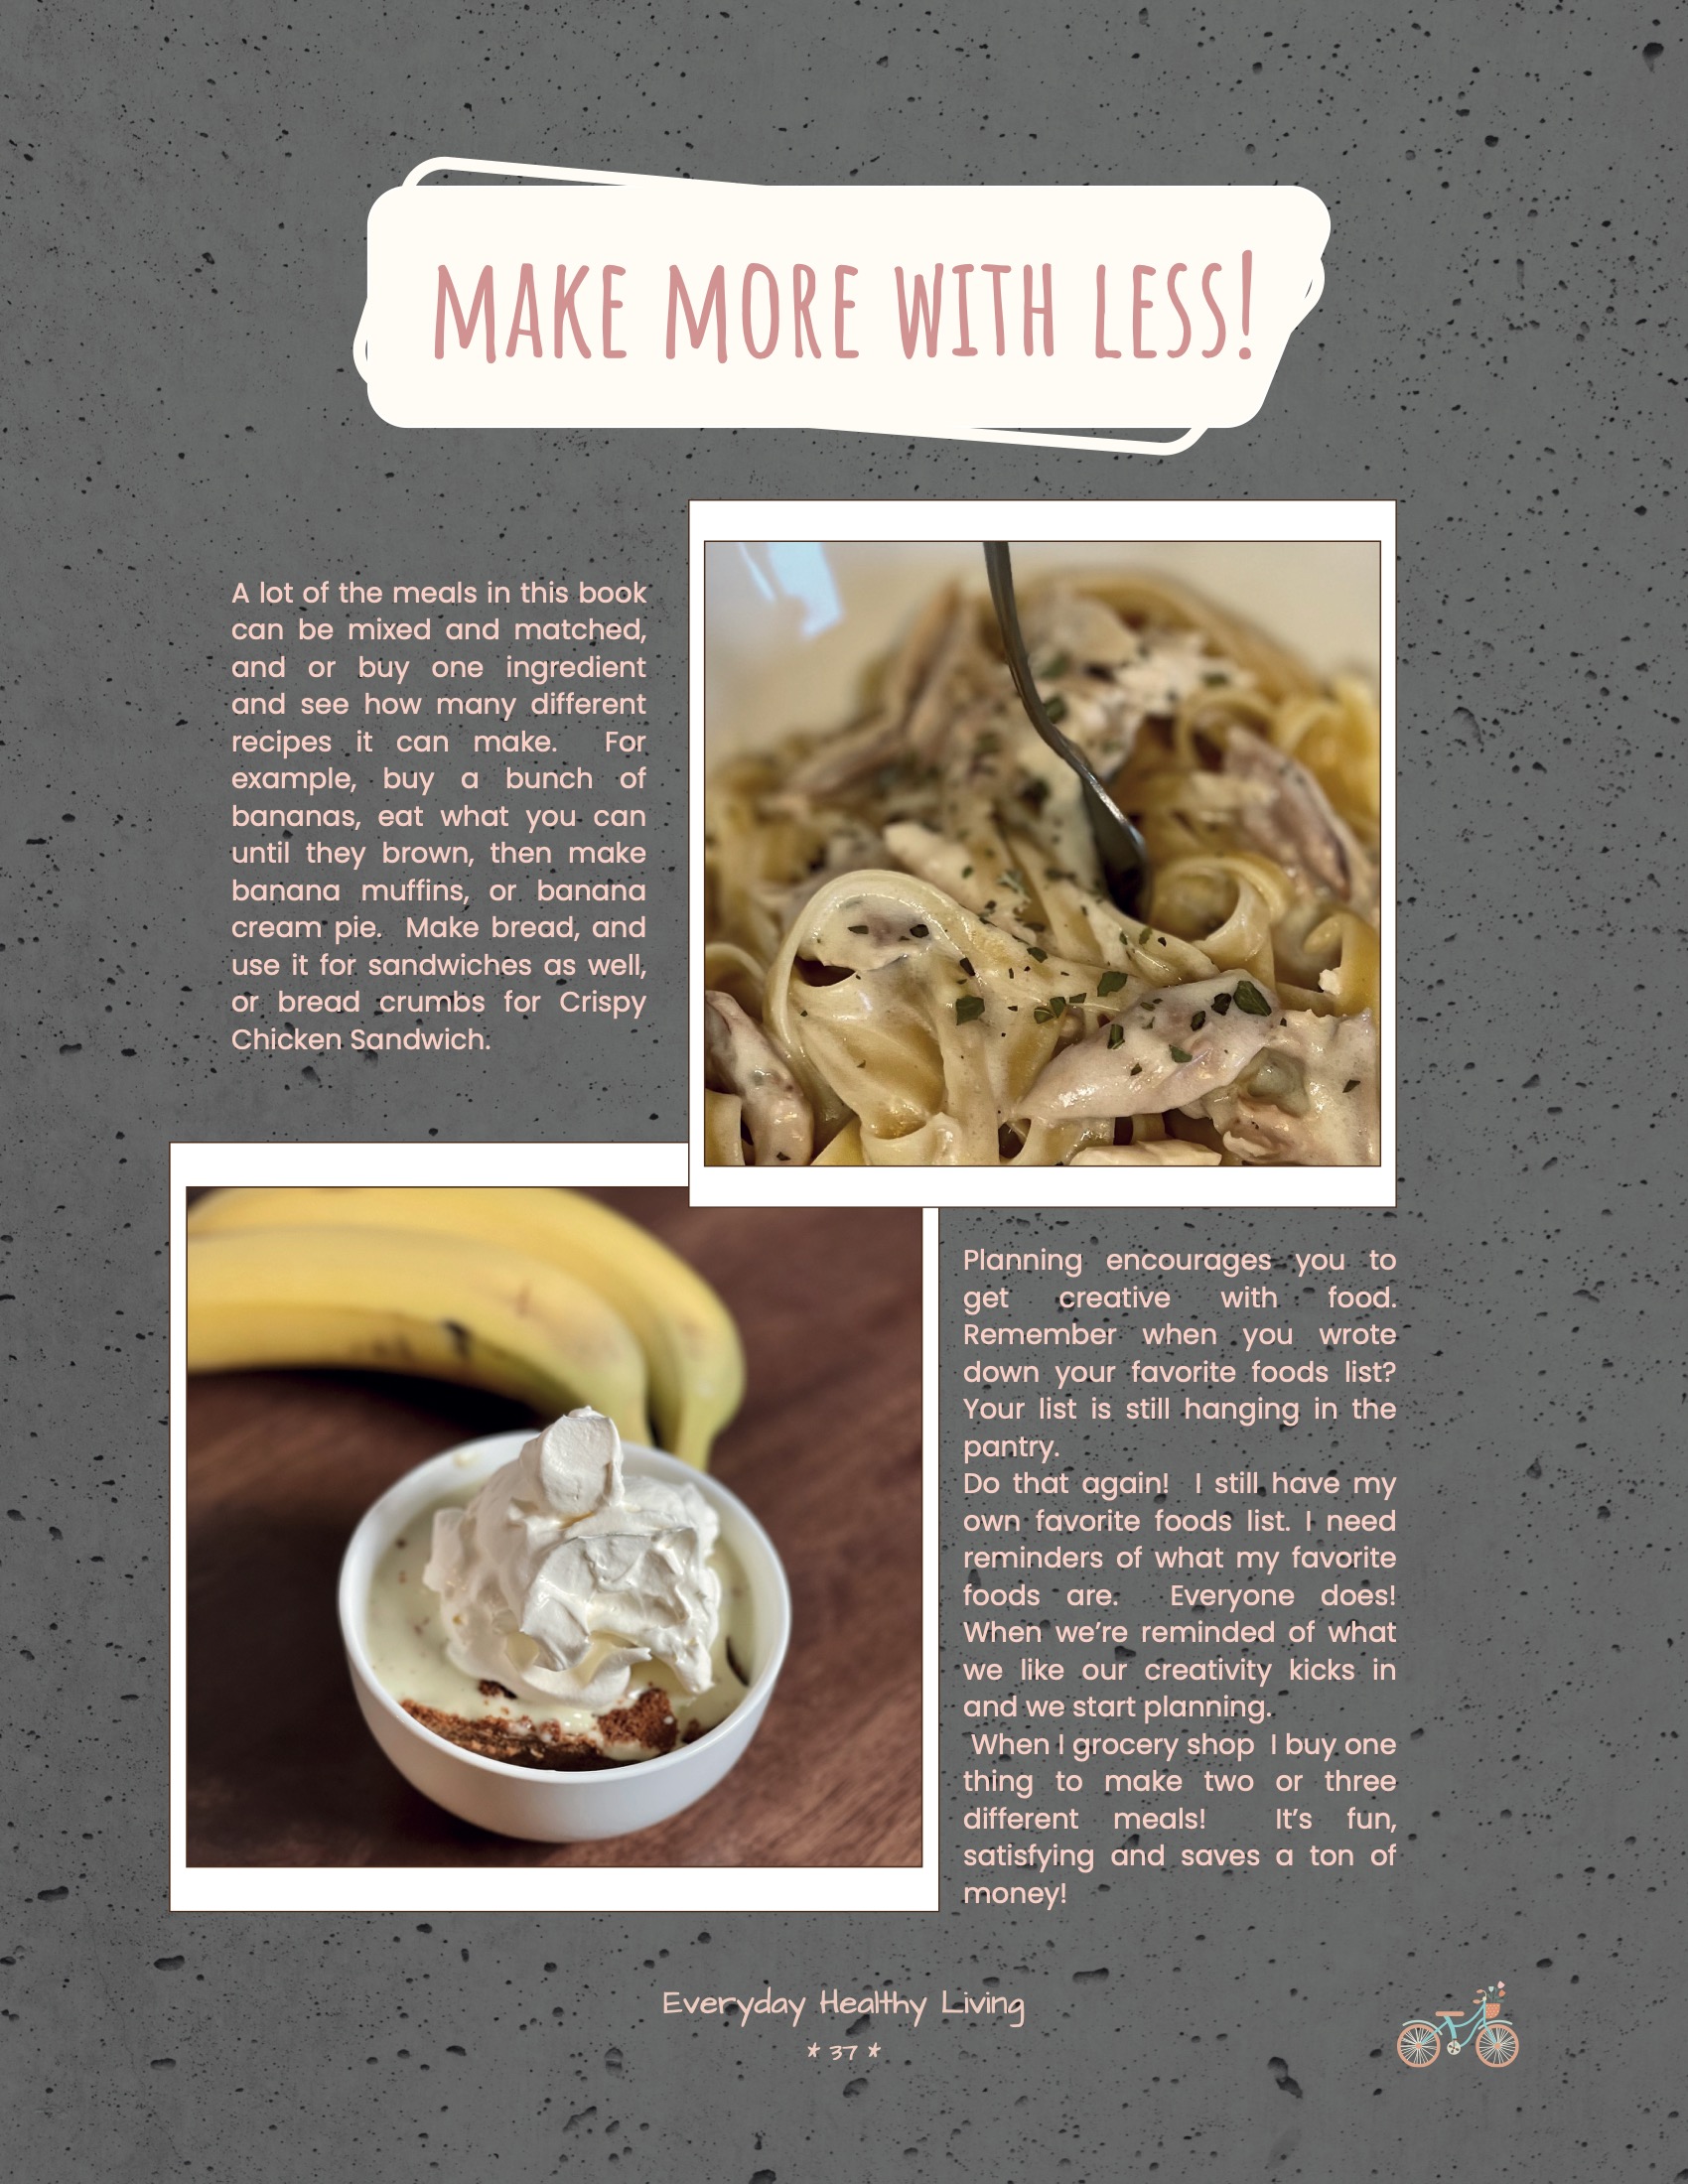 MAKE MORE WITH LESS!
A lot of the meals in this book
can be mixed and matched,
and or buy one ingredient
and see how many different
recipes it can make.  For
example, buy a bunch of
bananas, eat what you can
until they brown, then make
banana muffins, or banana
cream pie.  Make bread, and
use it for sandwiches as well,
or bread crumbs for Crispy
Chicken Sandwich.
Planning encourages you to
get creative with food.
Remember when you wrote
down your favorite foods list?
Your list is still hanging in the
pantry.
Do that again!  I still have my
own favorite foods list. I need
reminders of what my favorite
foods are.  Everyone does!
When we’re reminded of what
we like our creativity kicks in
and we start planning.
When I grocery shop  I buy one
thing to make two or three
different meals!  It’s fun,
satisfying and saves a ton of
money!
Everyday Healthy Living
* 37 *